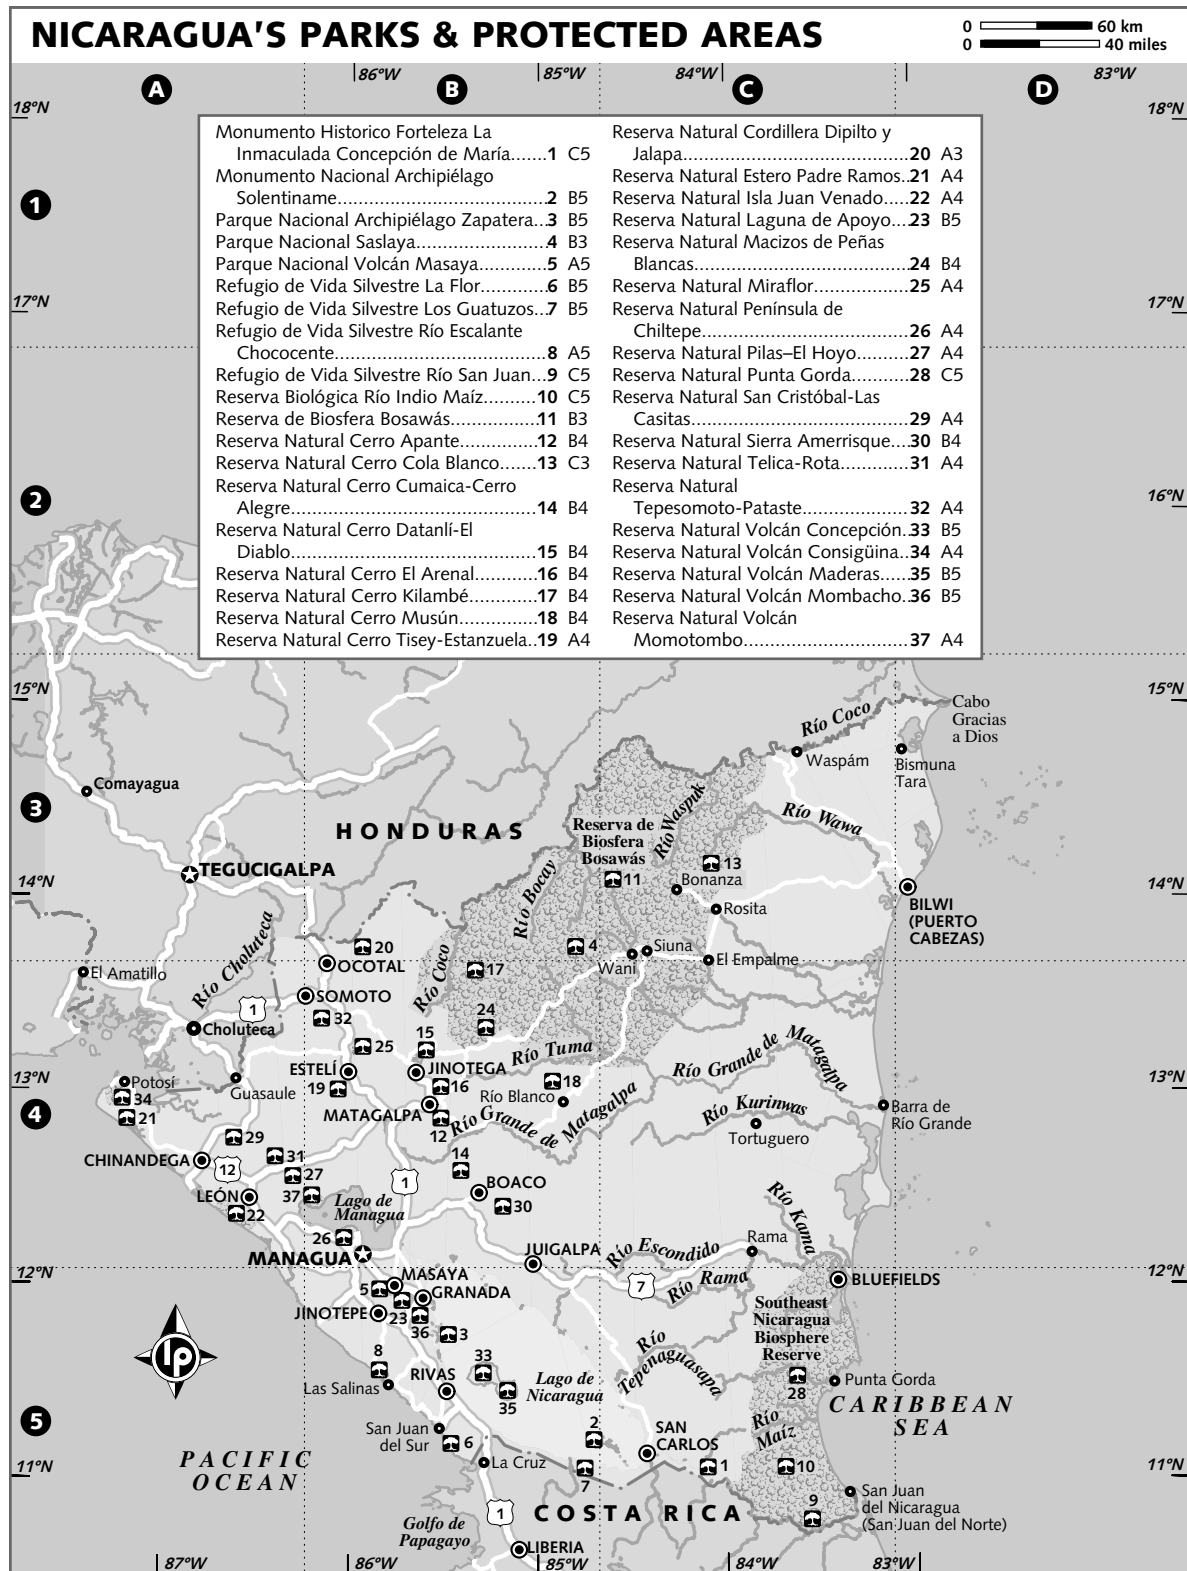 NICARAGUA'S PARKS & PROTECTED AREAS
0 60 km
0 40 miles
86°W 85°W 84°W 83°W
A B C D
18°N 18°N
Monumento Historico Forteleza La
Inmaculada Concepción de María.......1 C5
Monumento Nacional Archipiélago
Solentiname..................................2 B5
Parque Nacional Archipiélago Zapatera...3 B5
Parque Nacional Saslaya......................4 B3
Parque Nacional Volcán Masaya...........5 A5
Refugio de Vida Silvestre La Flor............6 B5
Refugio de Vida Silvestre Los Guatuzos...7 B5
Refugio de Vida Silvestre Río Escalante
Chococente...................................8 A5
Refugio de Vida Silvestre Río San Juan...9 C5
Reserva Biológica Río Indio Maíz.........10 C5
Reserva de Biosfera Bosawás..............11 B3
Reserva Natural Cerro Apante.............12 B4
Reserva Natural Cerro Cola Blanco......13 C3
Reserva Natural Cerro Cumaica-Cerro
Alegre.........................................14 B4
Reserva Natural Cerro Datanlí-El
Diablo.........................................15 B4
Reserva Natural Cerro El Arenal..........16 B4
Reserva Natural Cerro Kilambé...........17 B4
Reserva Natural Cerro Musún.............18 B4
Reserva Natural Cerro Tisey-Estanzuela..19 A4
Reserva Natural Cordillera Dipilto y
Jalapa.........................................20 A3
Reserva Natural Estero Padre Ramos..21 A4
Reserva Natural Isla Juan Venado.....22 A4
Reserva Natural Laguna de Apoyo....23 B5
Reserva Natural Macizos de Peñas
Blancas.......................................24 B4
Reserva Natural Miraflor.................25 A4
Reserva Natural Península de
Chiltepe......................................26 A4
Reserva Natural Pilas–El Hoyo.........27 A4
Reserva Natural Punta Gorda..........28 C5
Reserva Natural San Cristóbal-Las
Casitas........................................29 A4
Reserva Natural Sierra Amerrisque...30 B4
Reserva Natural Telica-Rota............31 A4
Reserva Natural
Tepesomoto-Pataste...................32 A4
Reserva Natural Volcán Concepción..33 B5
Reserva Natural Volcán Consigüina..34 A4
Reserva Natural Volcán Maderas.....35 B5
Reserva Natural Volcán Mombacho..36 B5
Reserva Natural Volcán
Momotombo...............................37 A4
1
17°N 17°N
2
16°N 16°N
15°N 15°N
Cabo
Gracias
a Dios
Río Coco
Waspám
Bismuna
Tara
Comayagua
3
HONDURAS
Reserva de
Biosfera
Bosawás
Río Waspuk
Río Wawa
13
11
Bonanza
TEGUCIGALPA
Río Bocay
14°N 14°N
Rosita
BILWI
(PUERTO
CABEZAS)
Río Choluteca
20
OCOTAL
Río Coco
4
Siuna
Wani
El Empalme
17
El Amatillo
SOMOTO
1
32
Choluteca
24
15
25
Río Tuma
Río Grande de Matagalpa
ESTELÍ
JINOTEGA
Guasaule
Potosí
34
21
19
16
18
13°N 13°N
Río Blanco
MATAGALPA
12
Río Grande de Matagalpa
Río Kurinwas
Tortuguero
Barra de
Río Grande
4
29
CHINANDEGA
12
31
27
37
14
1
BOACO
30
LEÓN
22
Lago de
Managua
Río Kama
26
MANAGUA
JUIGALPA
Río Escondido
Rama
7
Río Rama
BLUEFIELDS
12°N 12°N
MASAYA
5
GRANADA
JINOTEPE
23
36
3
Southeast
Nicaragua
Biosphere
Reserve
lp
8
Las Salinas
RIVAS
33
35
Lago de
Nicaragua
Río
Tepenaguasapa
28
Punta Gorda
CARIBBEAN
SEA
5
San Juan
del Sur
6
2
SAN
CARLOS
Río
Maíz
PACIFIC
OCEAN
La Cruz
7
1
10
11°N 11°N
San Juan
del Nicaragua
(San Juan del Norte)
9
COSTA RICA
1
Golfo de
Papagayo
LIBERIA
87°W 86°W 85°W 84°W 83°W